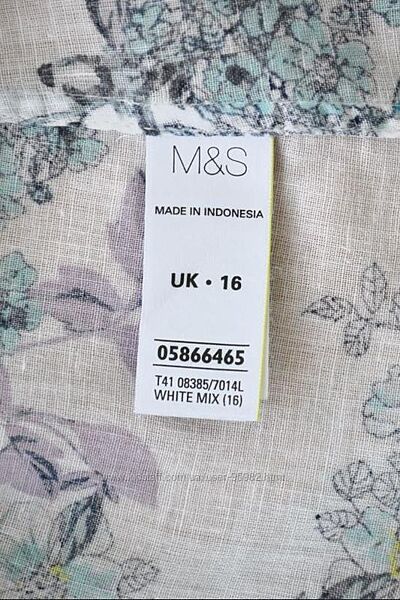 M&S
MADE IN INDONESIA
UK • 16
05866465
T41 08385/7014L
WHITE MIX (16)